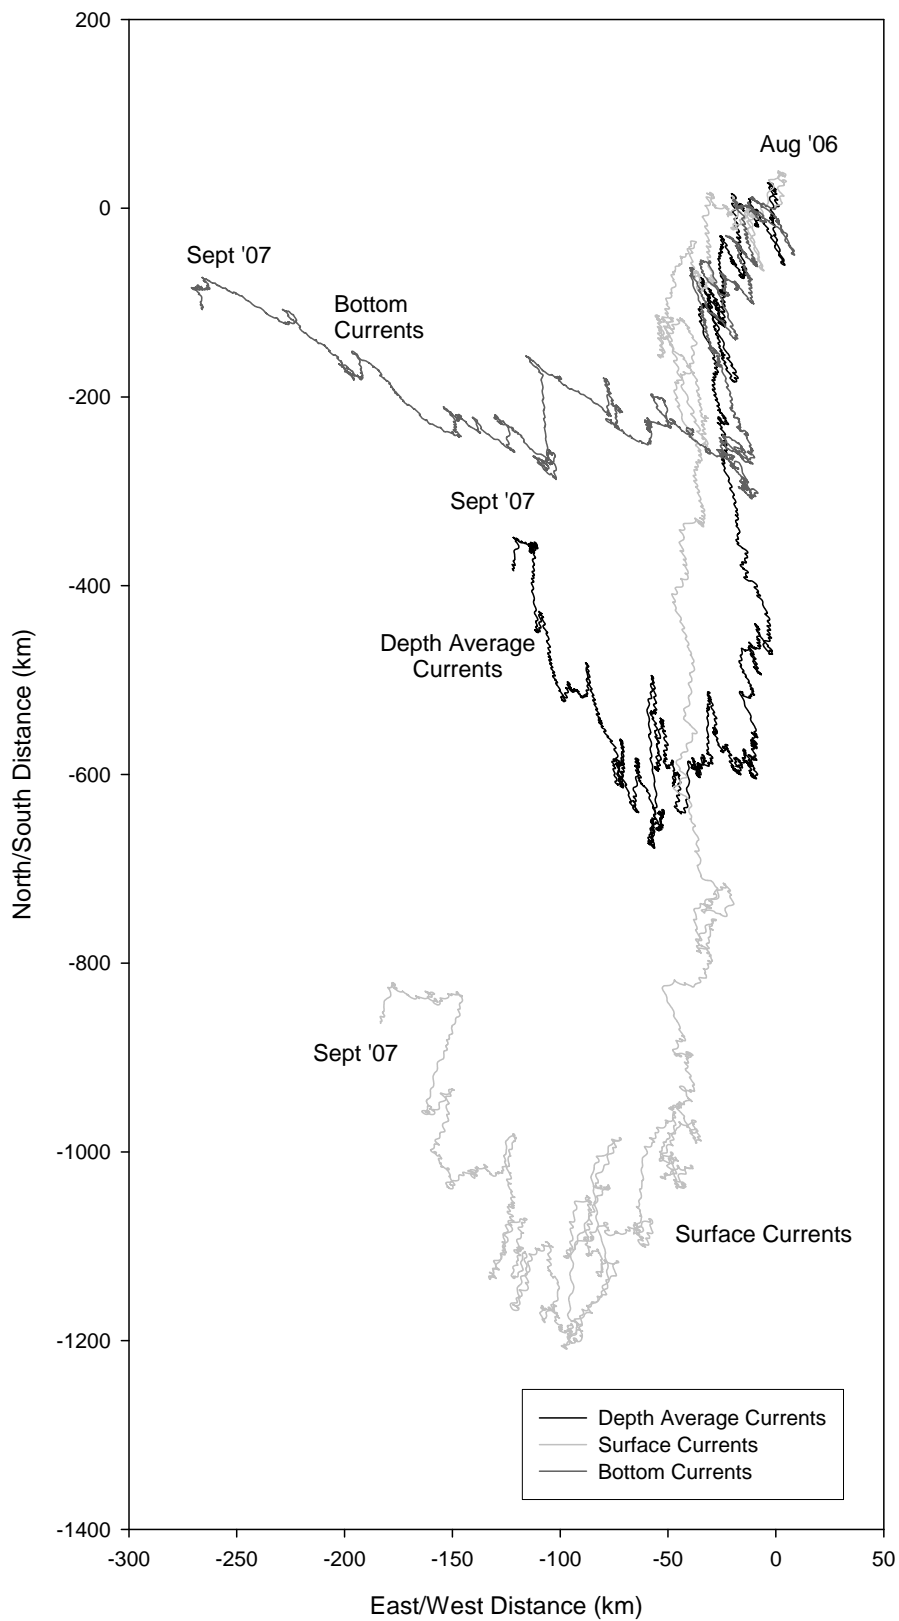 200
Aug '06
0
Sept '07
Bottom
Currents
-200
Sept '07
-400
Depth Average
Currents
North/South Distance (km)
-600
-800
Sept '07
-1000
Surface Currents
-1200
Depth Average Currents
Surface Currents
Bottom Currents
-1400
-300 -250 -200 -150 -100 -50 0 50
East/West Distance (km)